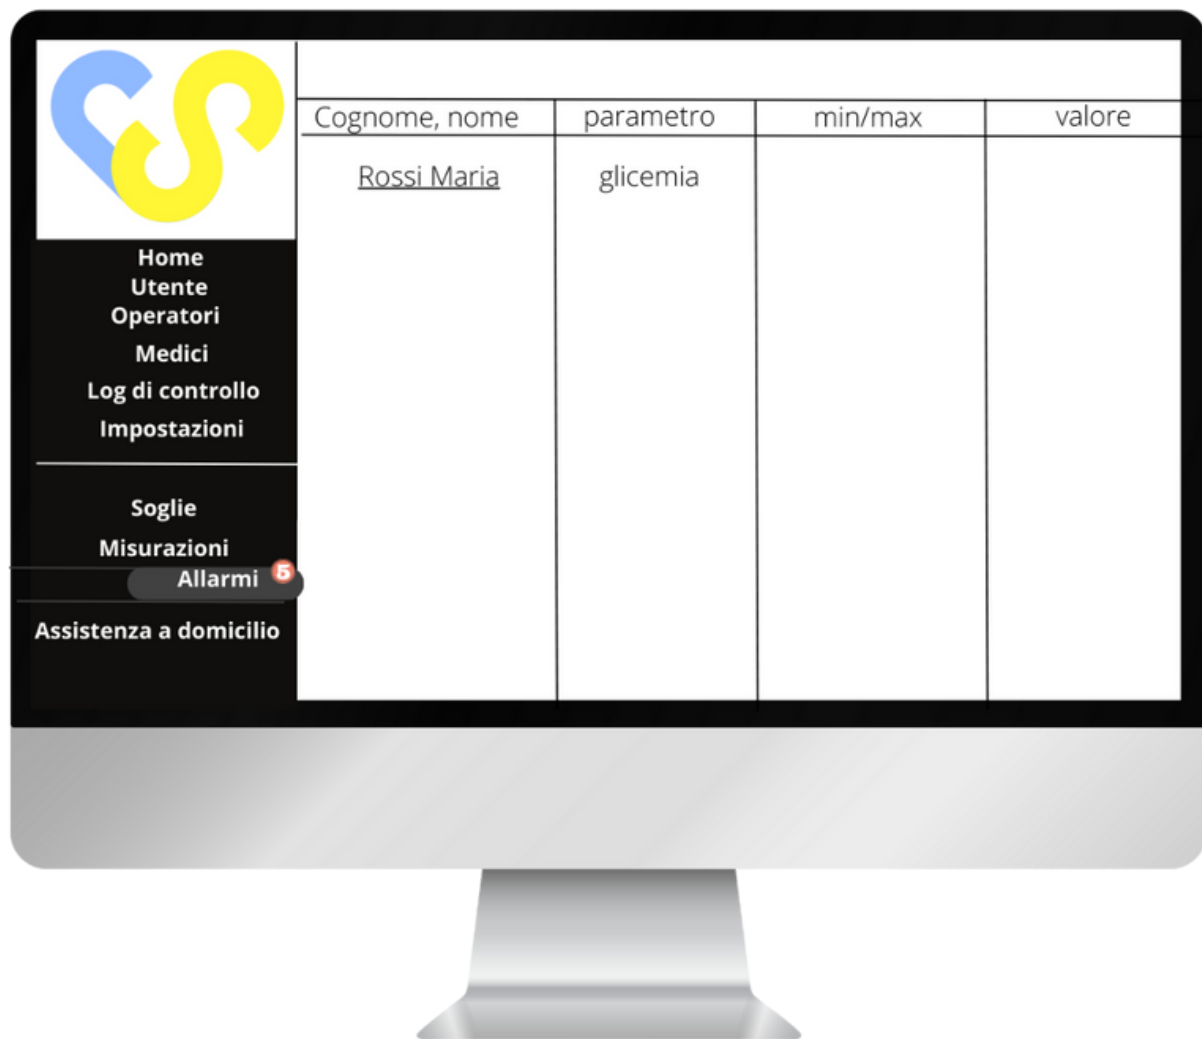 Cognome, nome parametro min/max valore
Rossi Maria glicemia
Home
Utente
Operatori
Medici
Log di controllo
Impostazioni
Soglie
Misurazioni
Allarmi 5
Assistenza a domicilio